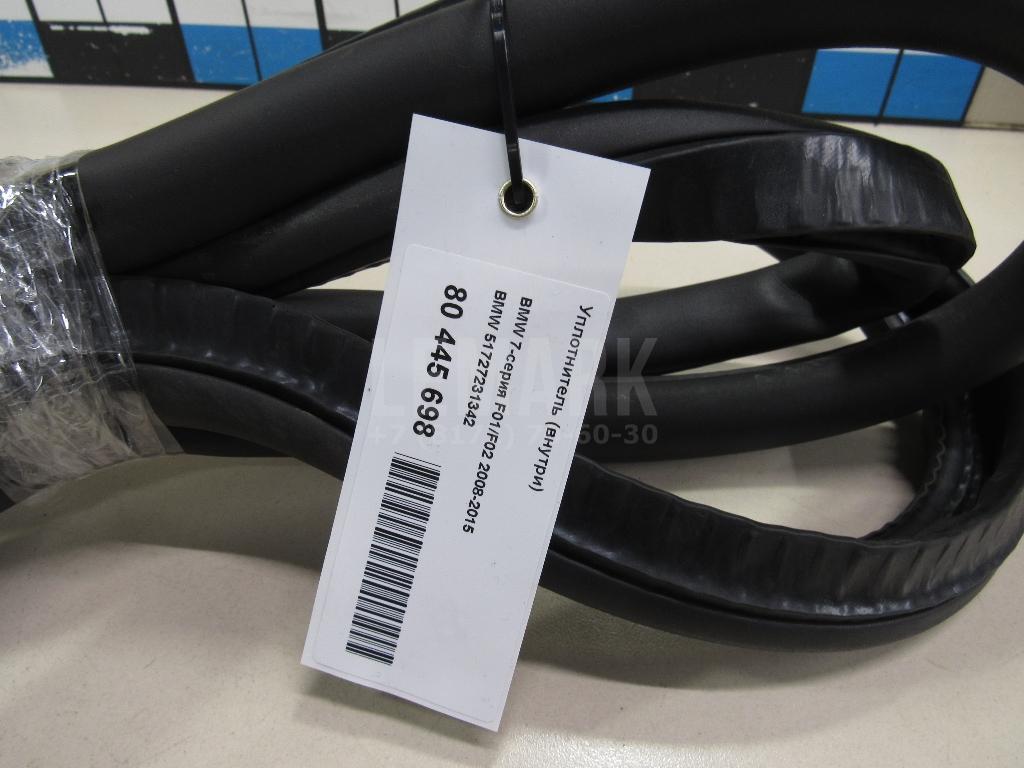 Уплотнитель (внутри)
BMW 7-серия F01/F02 2008-2015
BMW 51727231342
80 445 698